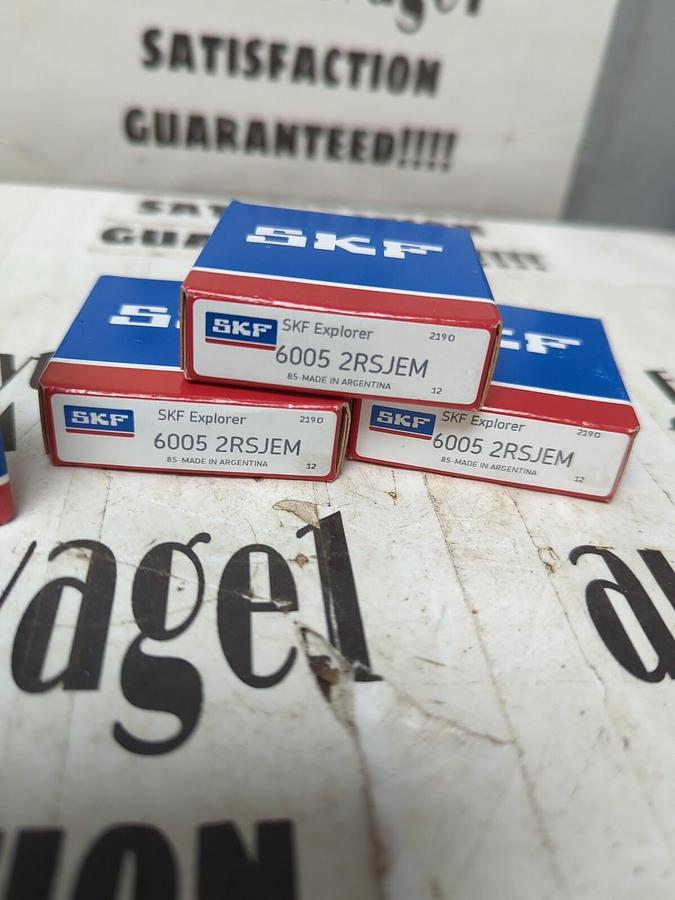 SATISFACTION
GUARANTEED!!!!
SKF
SKF SKF Explorer 2190
6005 2RSJEM
85-MADE IN ARGENTINA 12
SKF SKF Explorer 2190
6005 2RSJEM
85-MADE IN ARGENTINA 12
SKF SKF Explorer 2190
6005 2RSJEM
85-MADE IN ARGENTINA 12